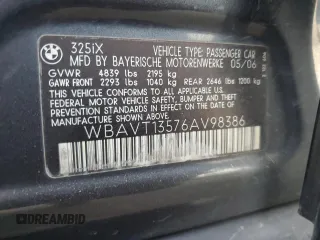 325iX VEHICLE TYPE: PASSENGER CAR
MFD BY BAYERISCHE MOTORENWERKE 05/06
GVWR 4839 lbs 2195 kg
GAWR FRONT 2293 lbs 1040 kg REAR 2646 lbs 1200 kg
THIS VEHICLE CONFORMS TO ALL APPLICABLE
FEDERAL MOTOR VEHICLE SAFETY, BUMPER,
AND THEFT PREVENTION STANDARDS IN EFFECT ON
THE DATE OF MANUFACTURE SHOWN ABOVE
WBAVT13576AV98386
DREAMBID